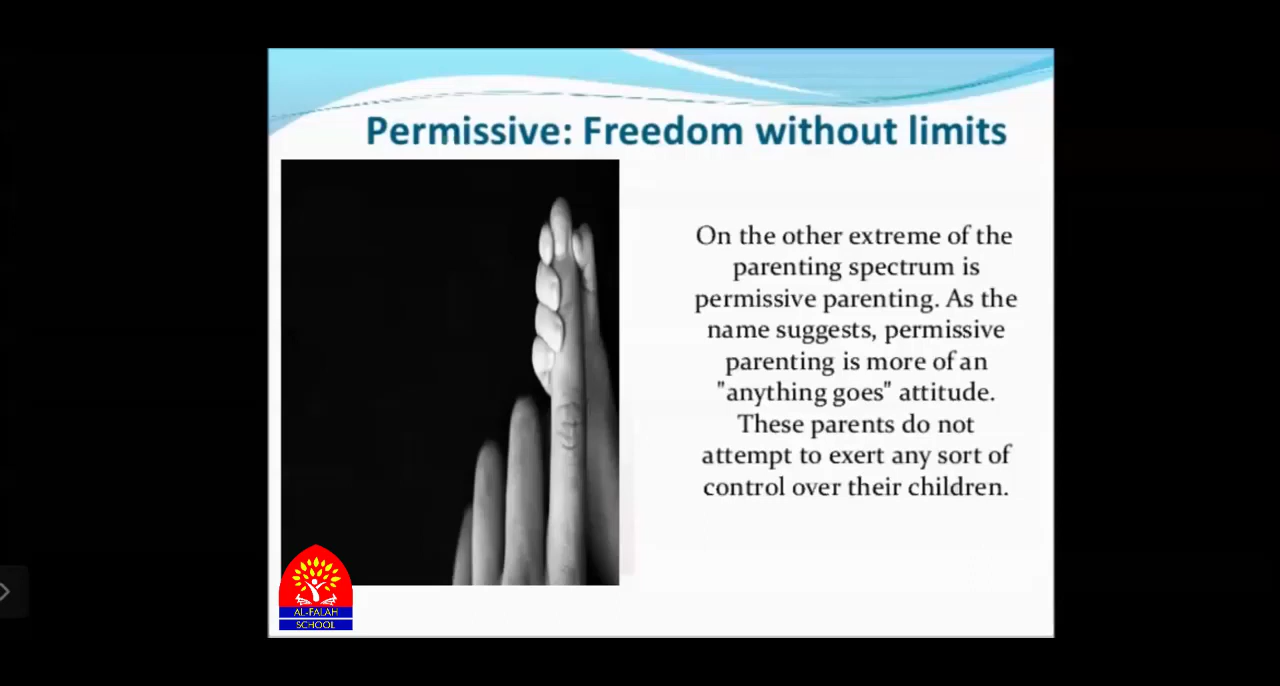 Permissive: Freedom without limits
On the other extreme of the
parenting spectrum is
permissive parenting. As the
name suggests, permissive
parenting is more of an
"anything goes" attitude.
These parents do not
attempt to exert any sort of
control over their children.
AL-FALAH
SCHOOL